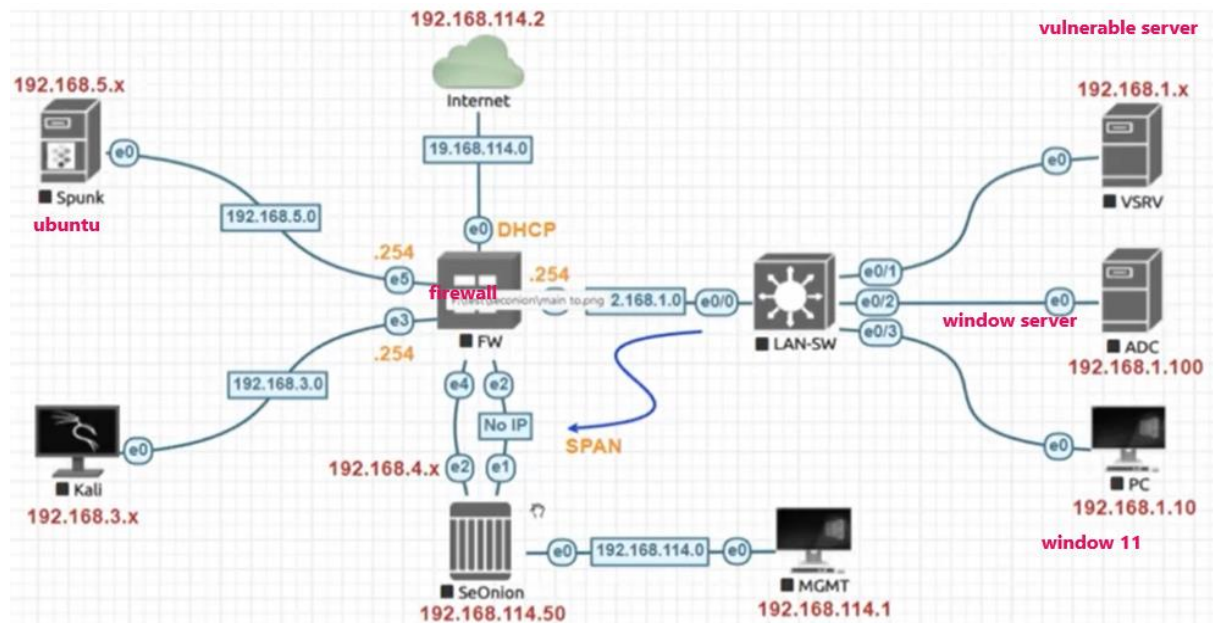 192.168.114.2
vulnerable server
192.168.5.x
Internet
192.168.1.x
e0
19.168.114.0
e0
Spunk
ubuntu
192.168.5.0
e0
DHCP
VSRV
.254
.254
e5
firewall
2.168.1.0
e0/0
e0/1
e0/2
e0
window server
e3
e0/3
FW
LAN-SW
ADC
.254
192.168.1.100
192.168.3.0
e4
e2
No IP
SPAN
e0
e0
Kali
192.168.3.x
192.168.4.x
e2
e1
PC
192.168.1.10
window 11
e0
192.168.114.0
e0
SeOnion
MGMT
192.168.114.50
192.168.114.1